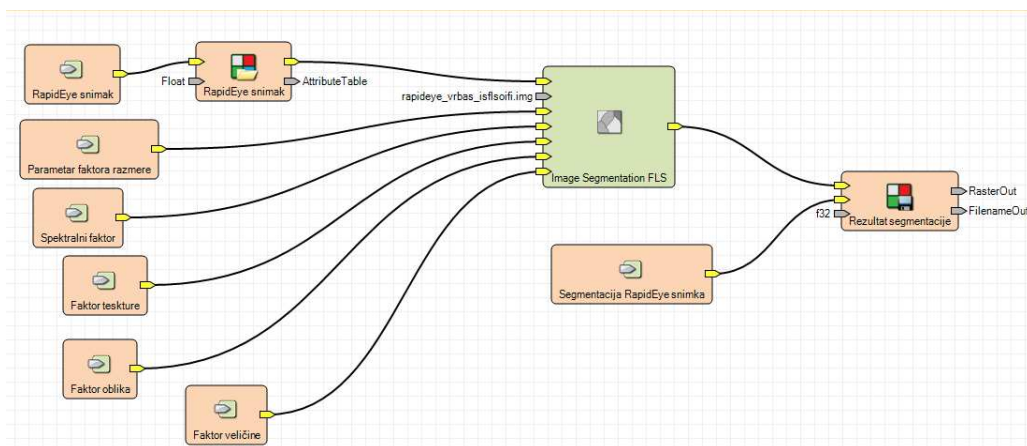 RapidEye snimak
Float
RapidEye snimak
AttributeTable
rapideye_vrbas_isflsoifi.img
Image Segmentation FLS
Parametar faktora razmere
Spektralni faktor
Faktor teskture
Faktor oblika
Faktor veličine
Segmentacija RapidEye snimka
f32
Rezultat segmentacije
RasterOut
FilenameOut